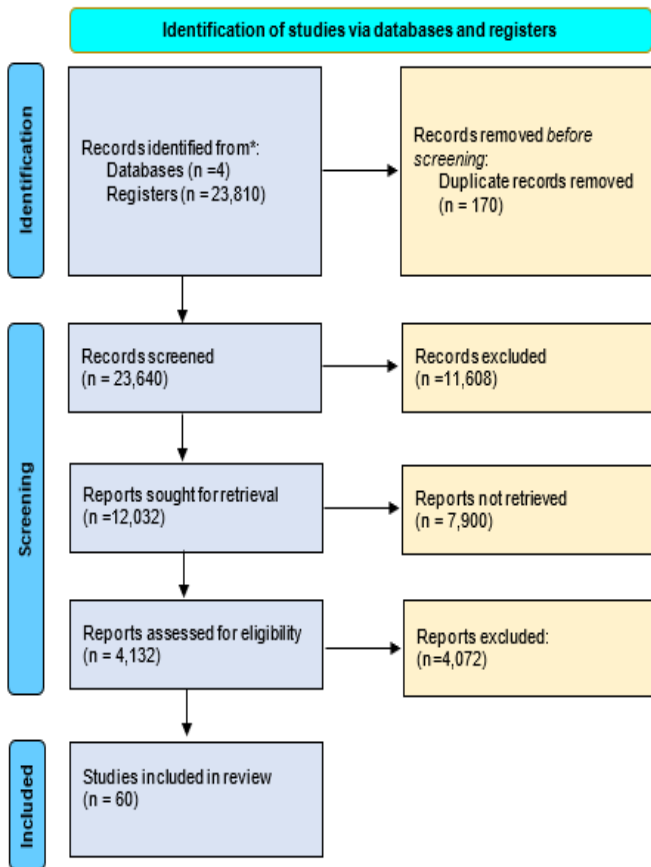 Identification of studies via databases and registers
Identification
Records identified from*:
Databases (n =4)
Registers (n = 23,810)
Records removed before
screening:
Duplicate records removed
(n = 170)
Screening
Records screened
(n = 23,640)
Records excluded
(n =11,608)
Reports sought for retrieval
(n =12,032)
Reports not retrieved
(n = 7,900)
Reports assessed for eligibility
(n = 4,132)
Reports excluded:
(n=4,072)
Included
Studies included in review
(n = 60)